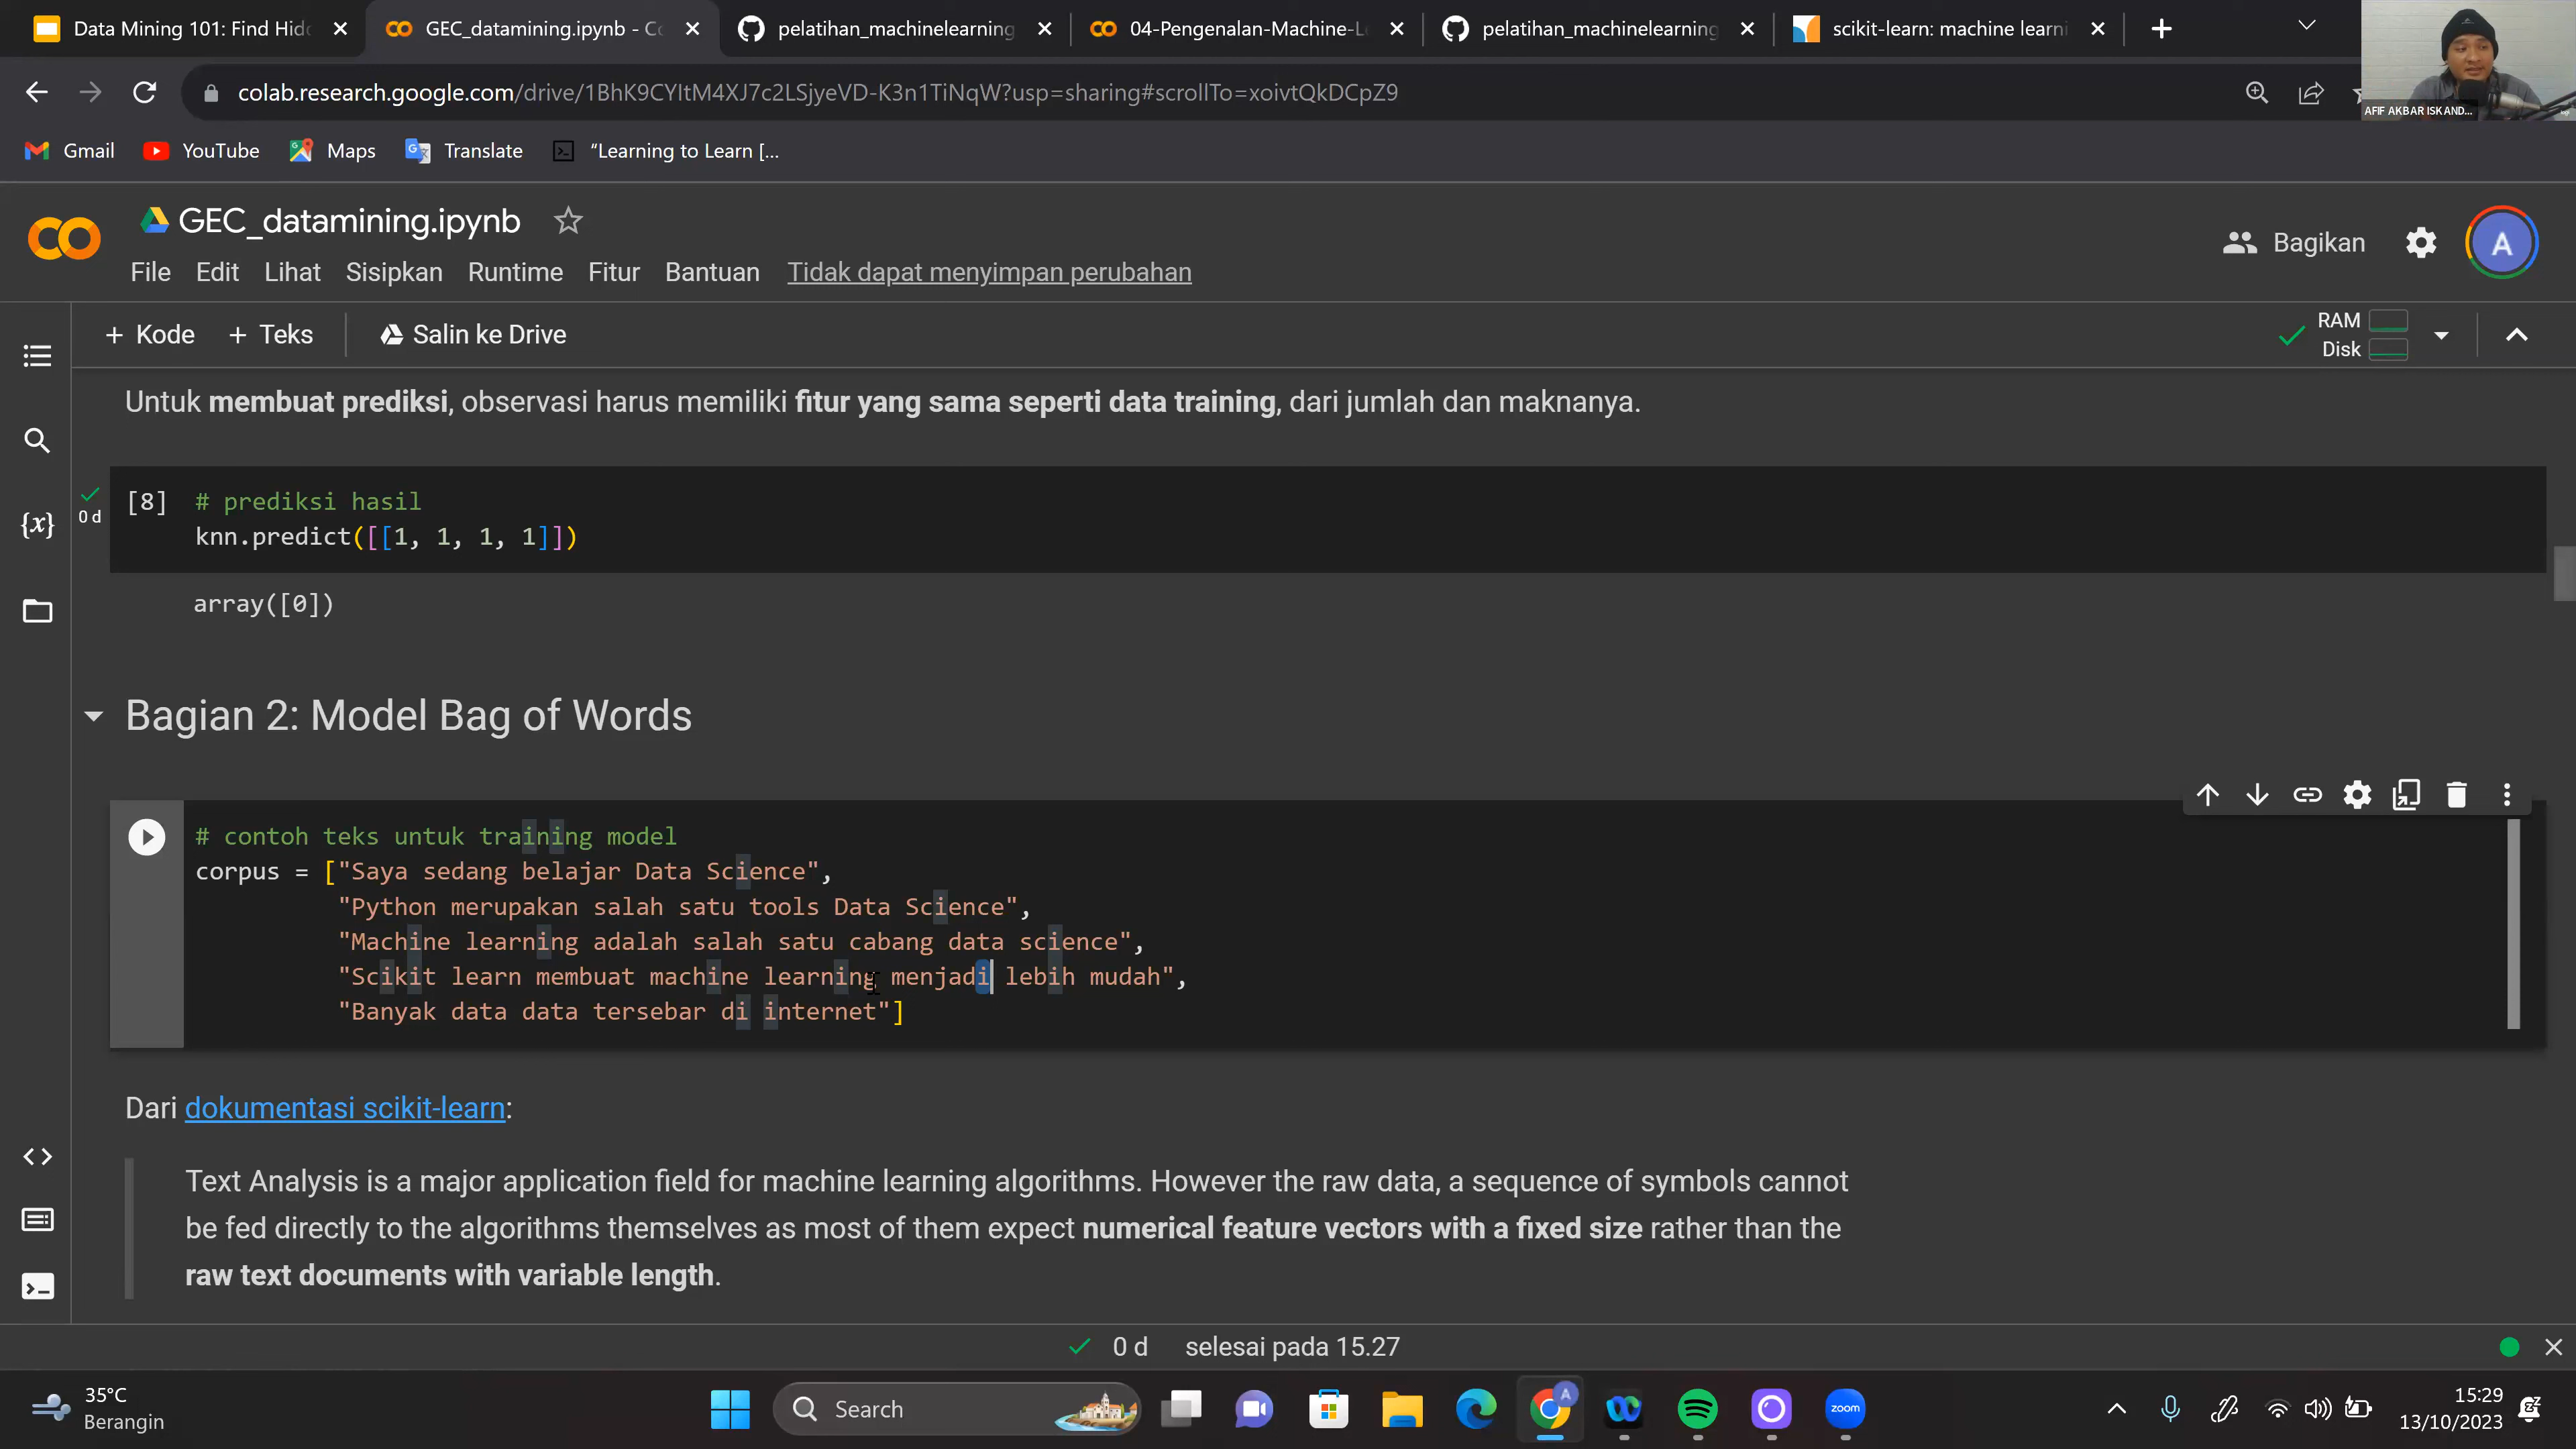 Data Mining 101: Find Hid
GEC_datamining.ipynb - Co
pelatihan_machinelearning
04-Pengenalan-Machine-L
pelatihan_machinelearning
scikit-learn: machine learni
colab.research.google.com/drive/1BhK9CYItM4XJ7c2LSjyeVD-K3n1TiNqW?usp=sharing#scrollTo=xoivtQkDCpZ9
AFIF AKBAR ISKAND...
Gmail
YouTube
Maps
Translate
“Learning to Learn [...
GEC_datamining.ipynb
Bagikan
A
File Edit Lihat Sisipkan Runtime Fitur Bantuan Tidak dapat menyimpan perubahan
+ Kode + Teks Salin ke Drive
RAM
Disk
Untuk membuat prediksi, observasi harus memiliki fitur yang sama seperti data training, dari jumlah dan maknanya.
{x}
0 d
[8] # prediksi hasil
knn.predict([[1, 1, 1, 1]])
array([0])
Bagian 2: Model Bag of Words
# contoh teks untuk training model
corpus = ["Saya sedang belajar Data Science",
"Python merupakan salah satu tools Data Science",
"Machine learning adalah salah satu cabang data science",
"Scikit learn membuat machine learning menjadi lebih mudah",
"Banyak data data tersebar di internet"]
Dari dokumentasi scikit-learn:
Text Analysis is a major application field for machine learning algorithms. However the raw data, a sequence of symbols cannot
be fed directly to the algorithms themselves as most of them expect numerical feature vectors with a fixed size rather than the
raw text documents with variable length.
0 d selesai pada 15.27
35°C
Berangin
Search
A
zoom
15:29
13/10/2023